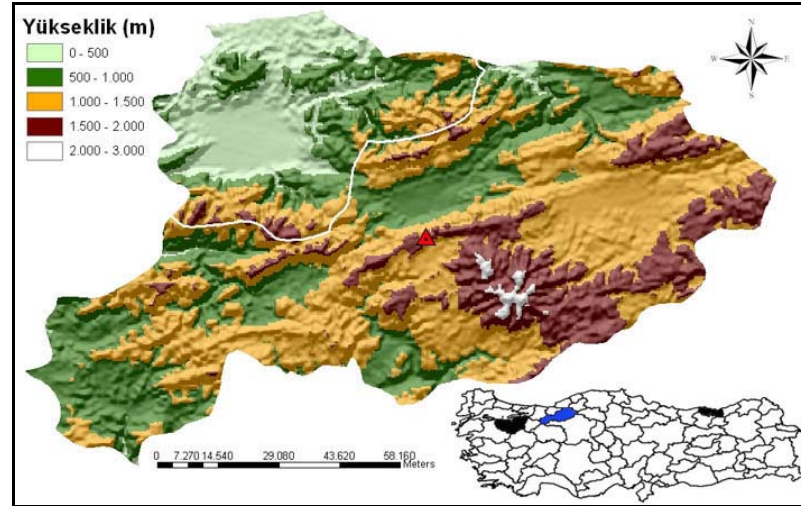 Yükseklik (m)
0 - 500
500 - 1.000
1.000 - 1.500
1.500 - 2.000
2.000 - 3.000
N
W E
S
0 7.270 14.540 29.080 43.620 58.160
Meters